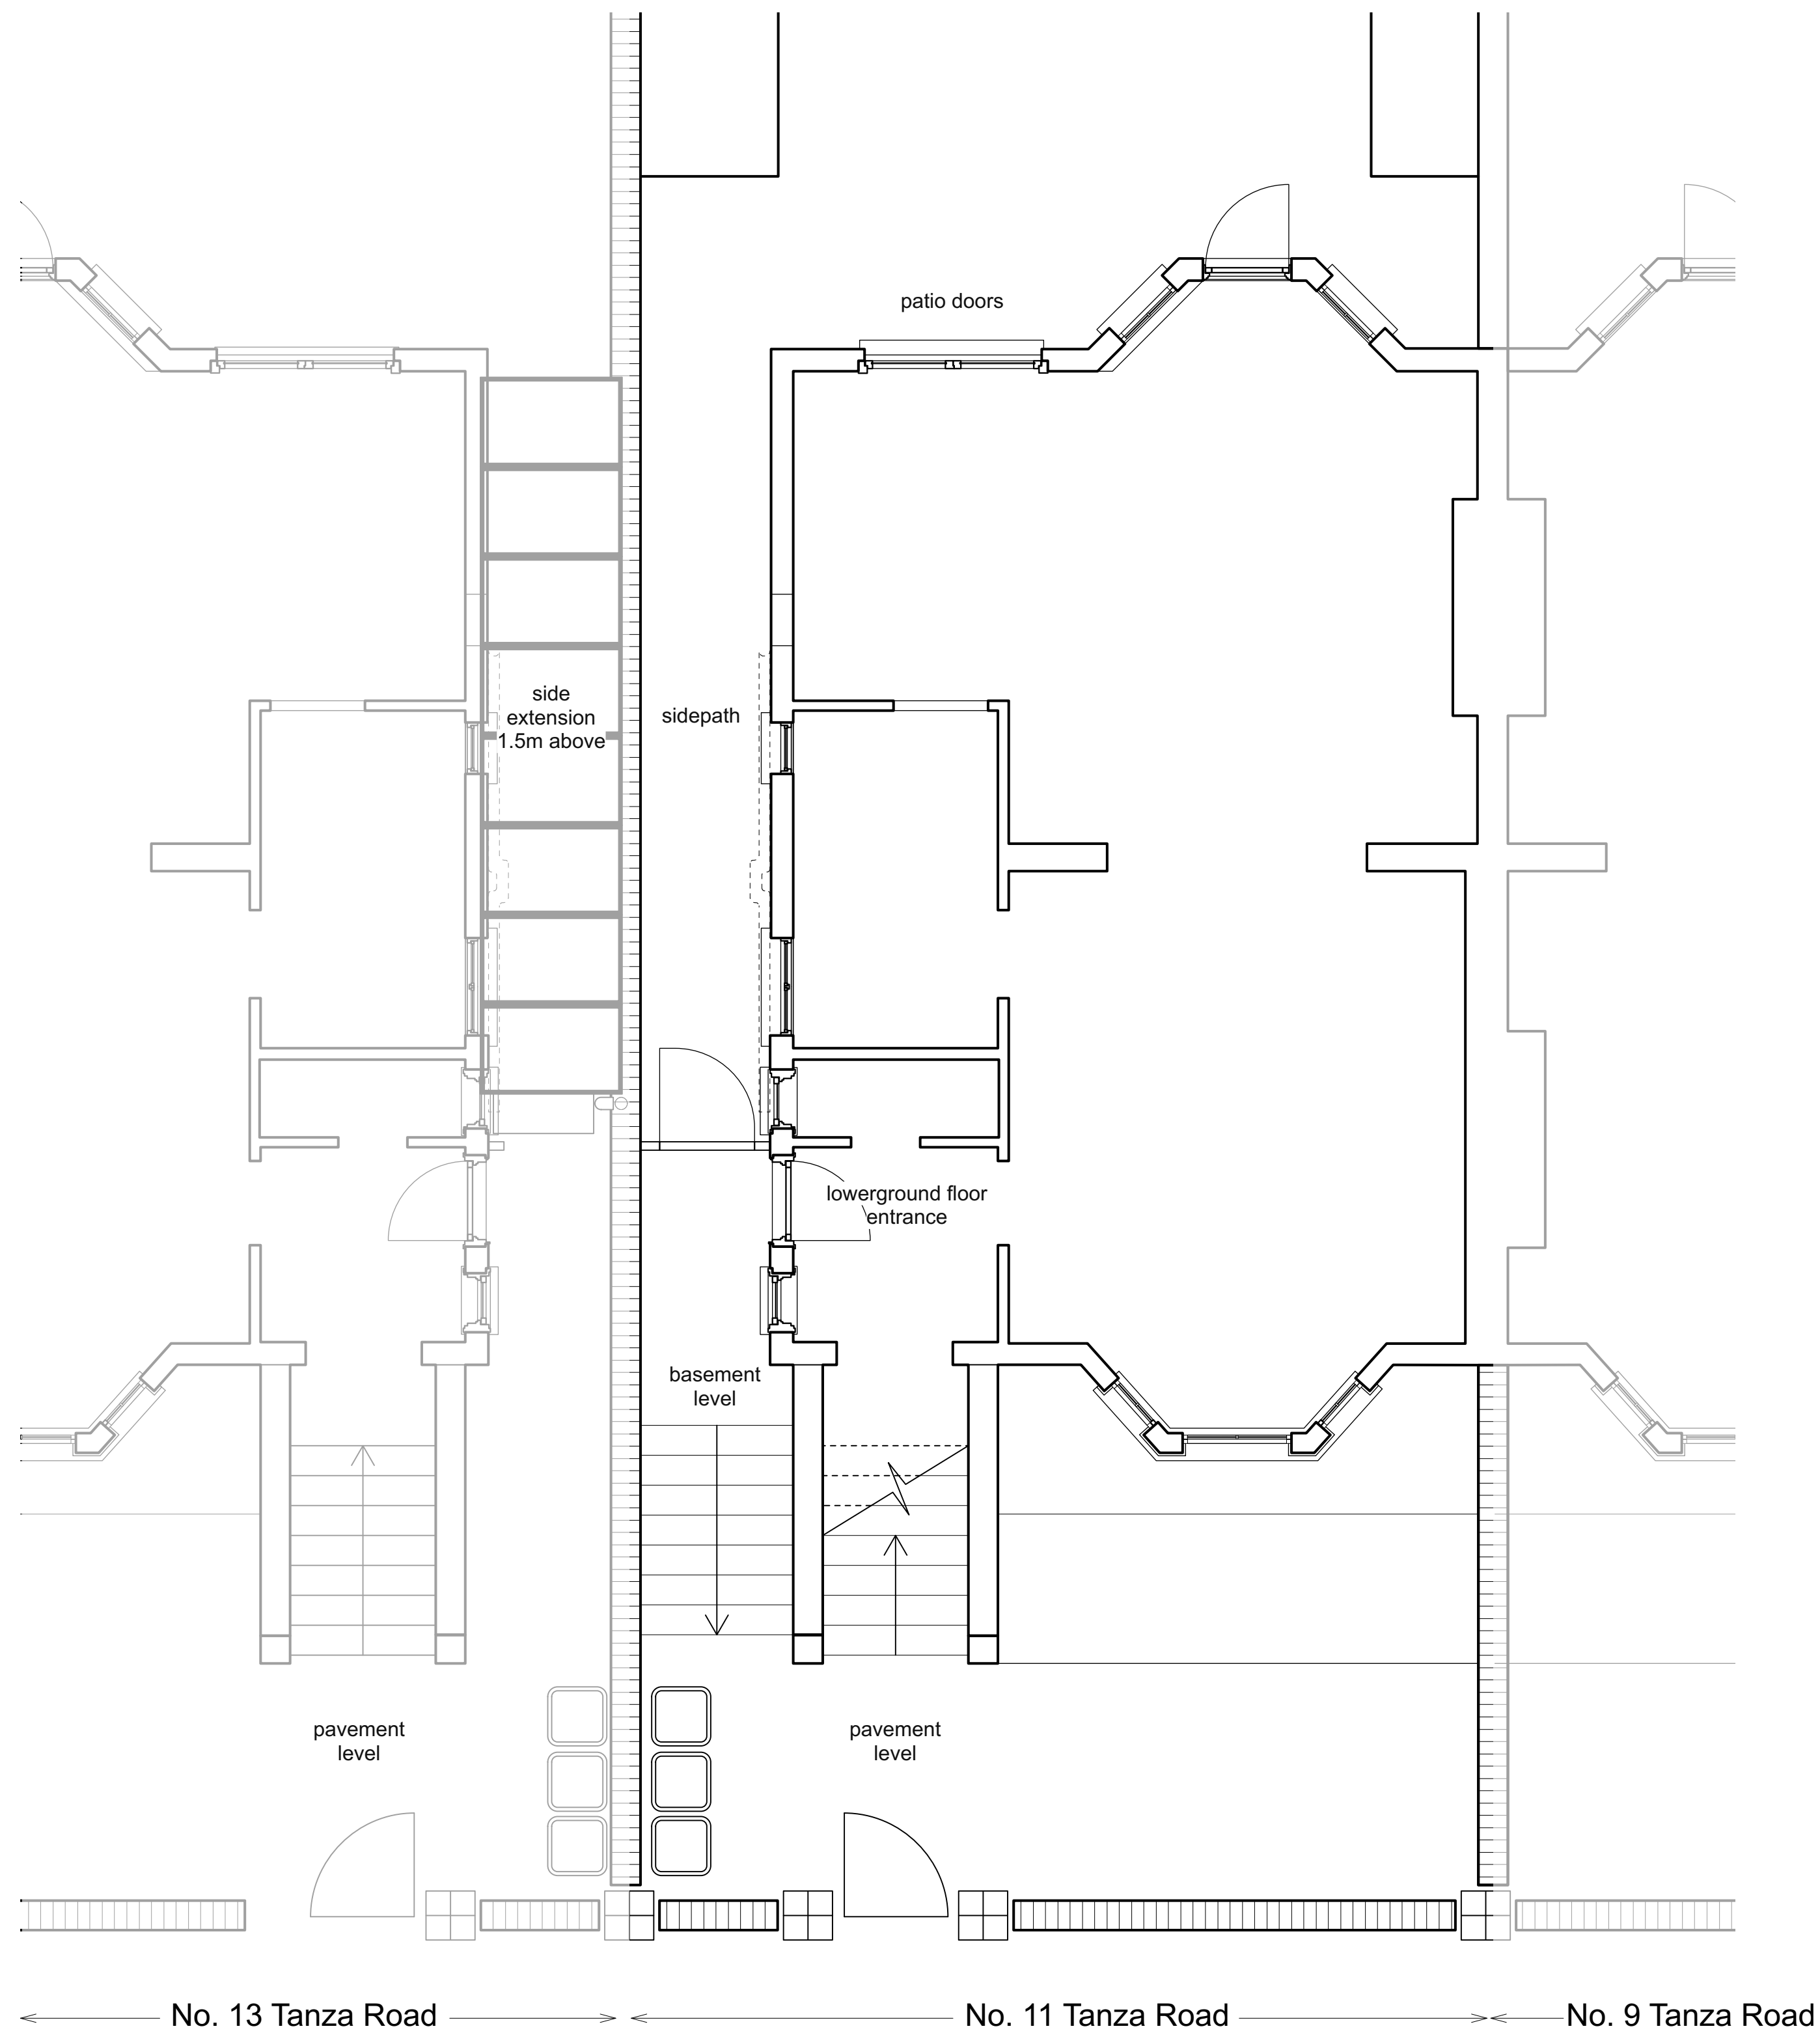 patio doors
side
extension
1.5m above
sidepath
lowerground floor
entrance
basement
level
pavement
level
pavement
level
No. 13 Tanza Road
No. 11 Tanza Road
No. 9 Tanza Road